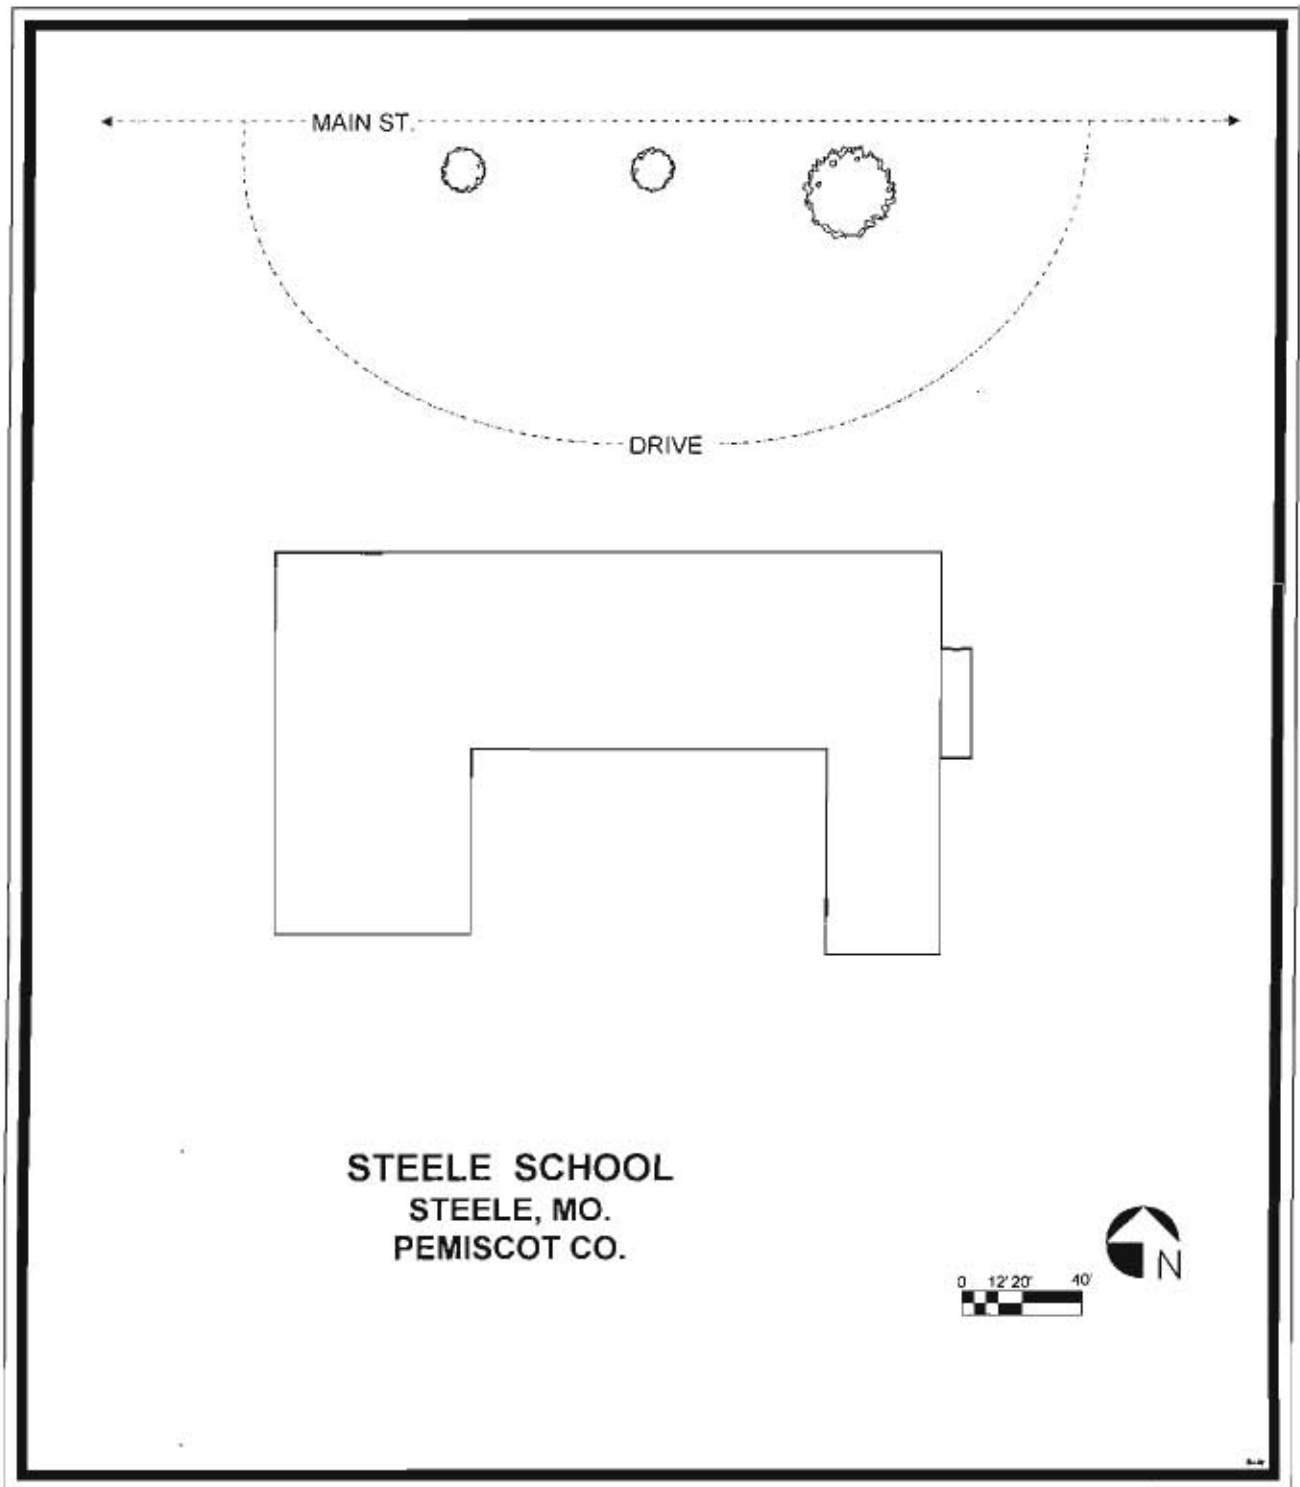 MAIN ST.
DRIVE
STEELE SCHOOL
STEELE, MO.
PEMISCOT CO.
N
0 12' 20' 40'